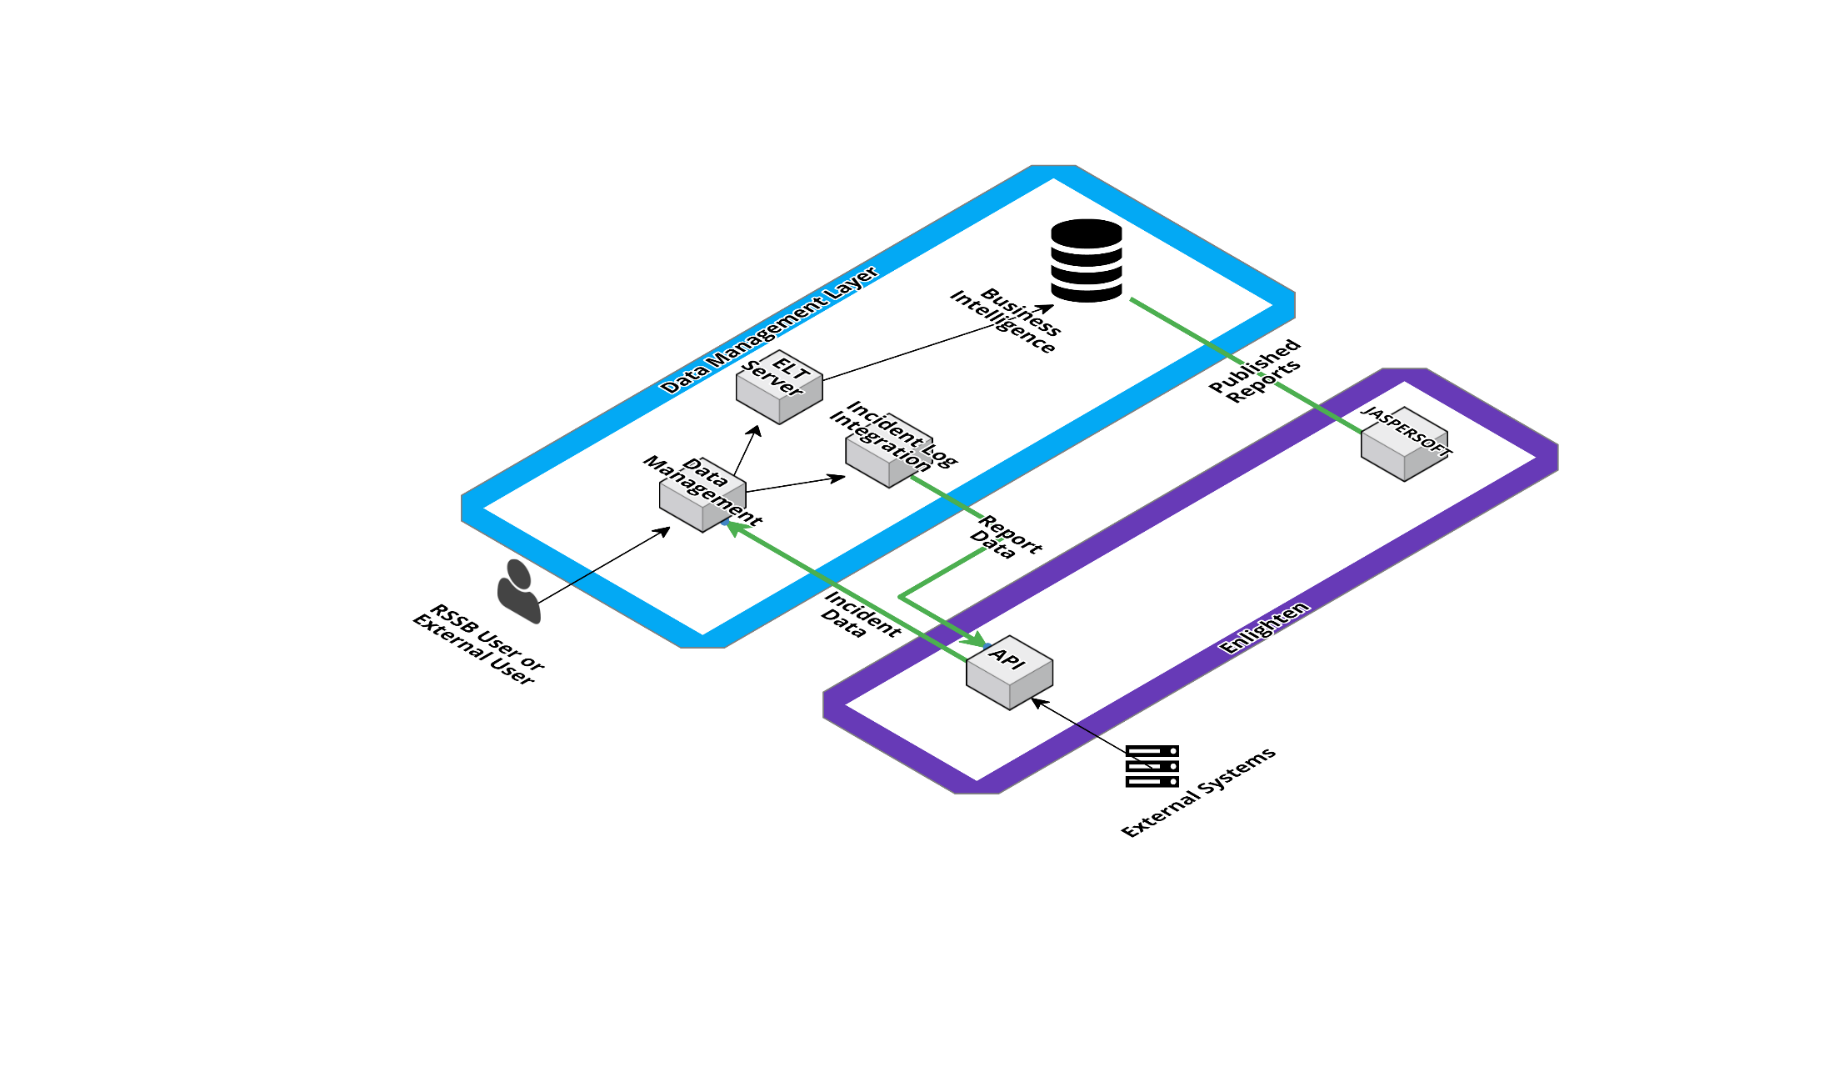 Data Management Layer
Business
Intelligence
ELT
Server
Incident Log
Integration
Data
Management
Published
Reports
JASPERSOFT
Report
Data
Incident
Data
RSSB User or
External User
API
Enlighten
External Systems